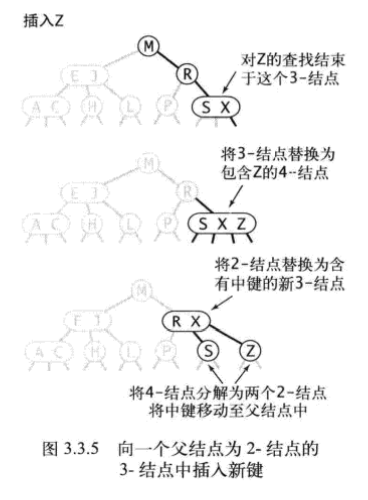 插入Z
M
E J
R
对Z的查找结束
于这个3-结点
A C
H
L
P
S X
将3-结点替换为
包含Z的4-结点
M
E J
R
A C
H
L
P
S X Z
将2-结点替换为含
有中键的新3-结点
M
E J
R X
A C
H
L
P
S
Z
将4-结点分解为两个2-结点
将中键移动至父结点中
图 3.3.5 向一个父结点为 2- 结点的
3- 结点中插入新键